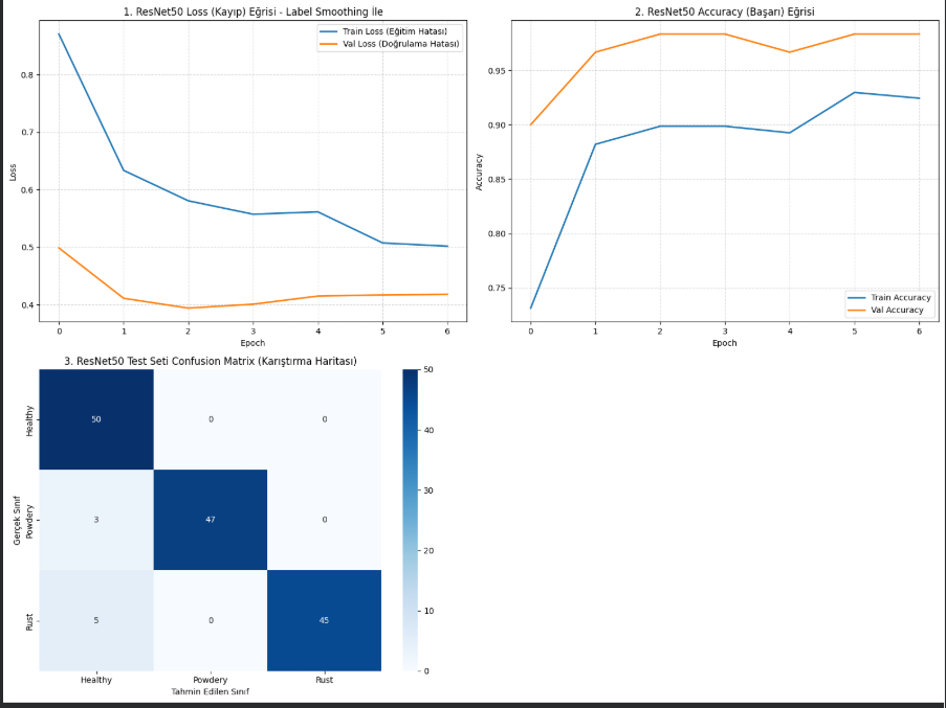 1. ResNet50 Loss (Kayıp) Eğrisi - Label Smoothing İle
Train Loss (Eğitim Hatası)
Val Loss (Doğrulama Hatası)
0.8
0.7
0.6
0.5
0.4
Loss
0 1 2 3 4 5 6
Epoch
2. ResNet50 Accuracy (Başarı) Eğrisi
0.95
0.90
0.85
0.80
0.75
Accuracy
Train Accuracy
Val Accuracy
0 1 2 3 4 5 6
Epoch
3. ResNet50 Test Seti Confusion Matrix (Karıştırma Haritası)
Gerçek Sınıf
Healthy
50 0 0
Powdery
3 47 0
Rust
5 0 45
Healthy Powdery Rust
Tahmin Edilen Sınıf
50
40
30
20
10
0